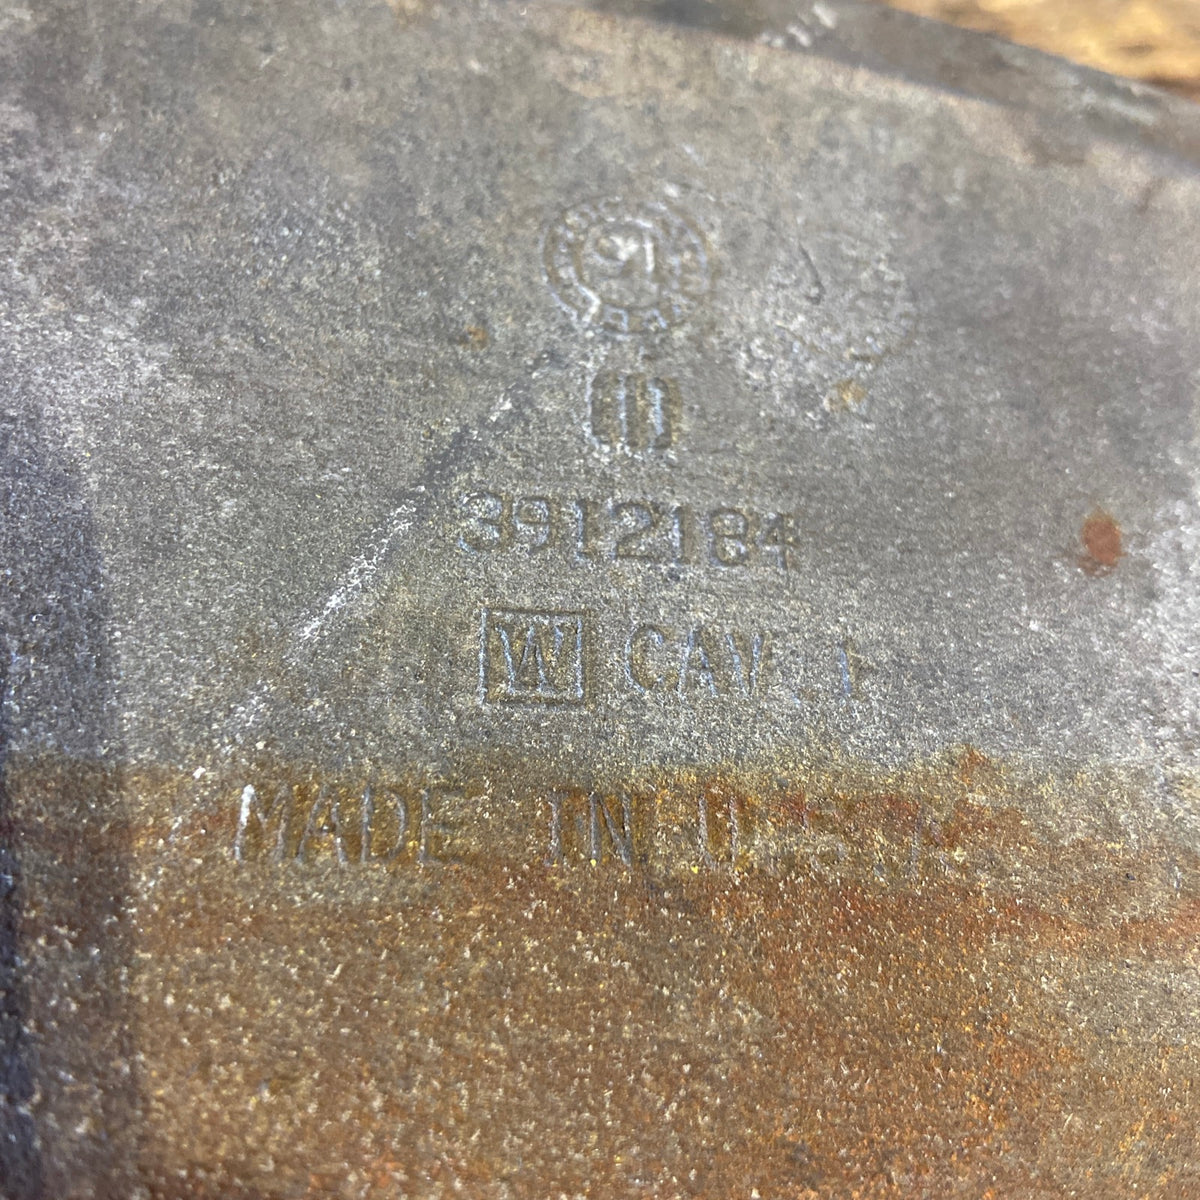 3912184
W CAV. 1
MADE IN U.S.A.